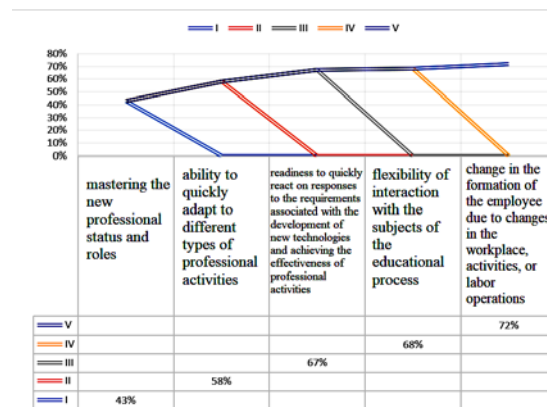 I II III IV V
80%
70%
60%
50%
40%
30%
20%
10%
0%
mastering the
new
professional
status and
roles
ability to
quickly
adapt to
different
types of
professional
activities
readiness to quickly
react on responses
to the requirements
associated with the
development of
new technologies
and achieving the
effectiveness of
professional
activities
flexibility of
interaction
with the
subjects of
the
educational
process
change in the
formation of
the employee
due to changes
in the
workplace,
activities, or
labor
operations
V 72%
IV 68%
III 67%
II 58%
I 43%